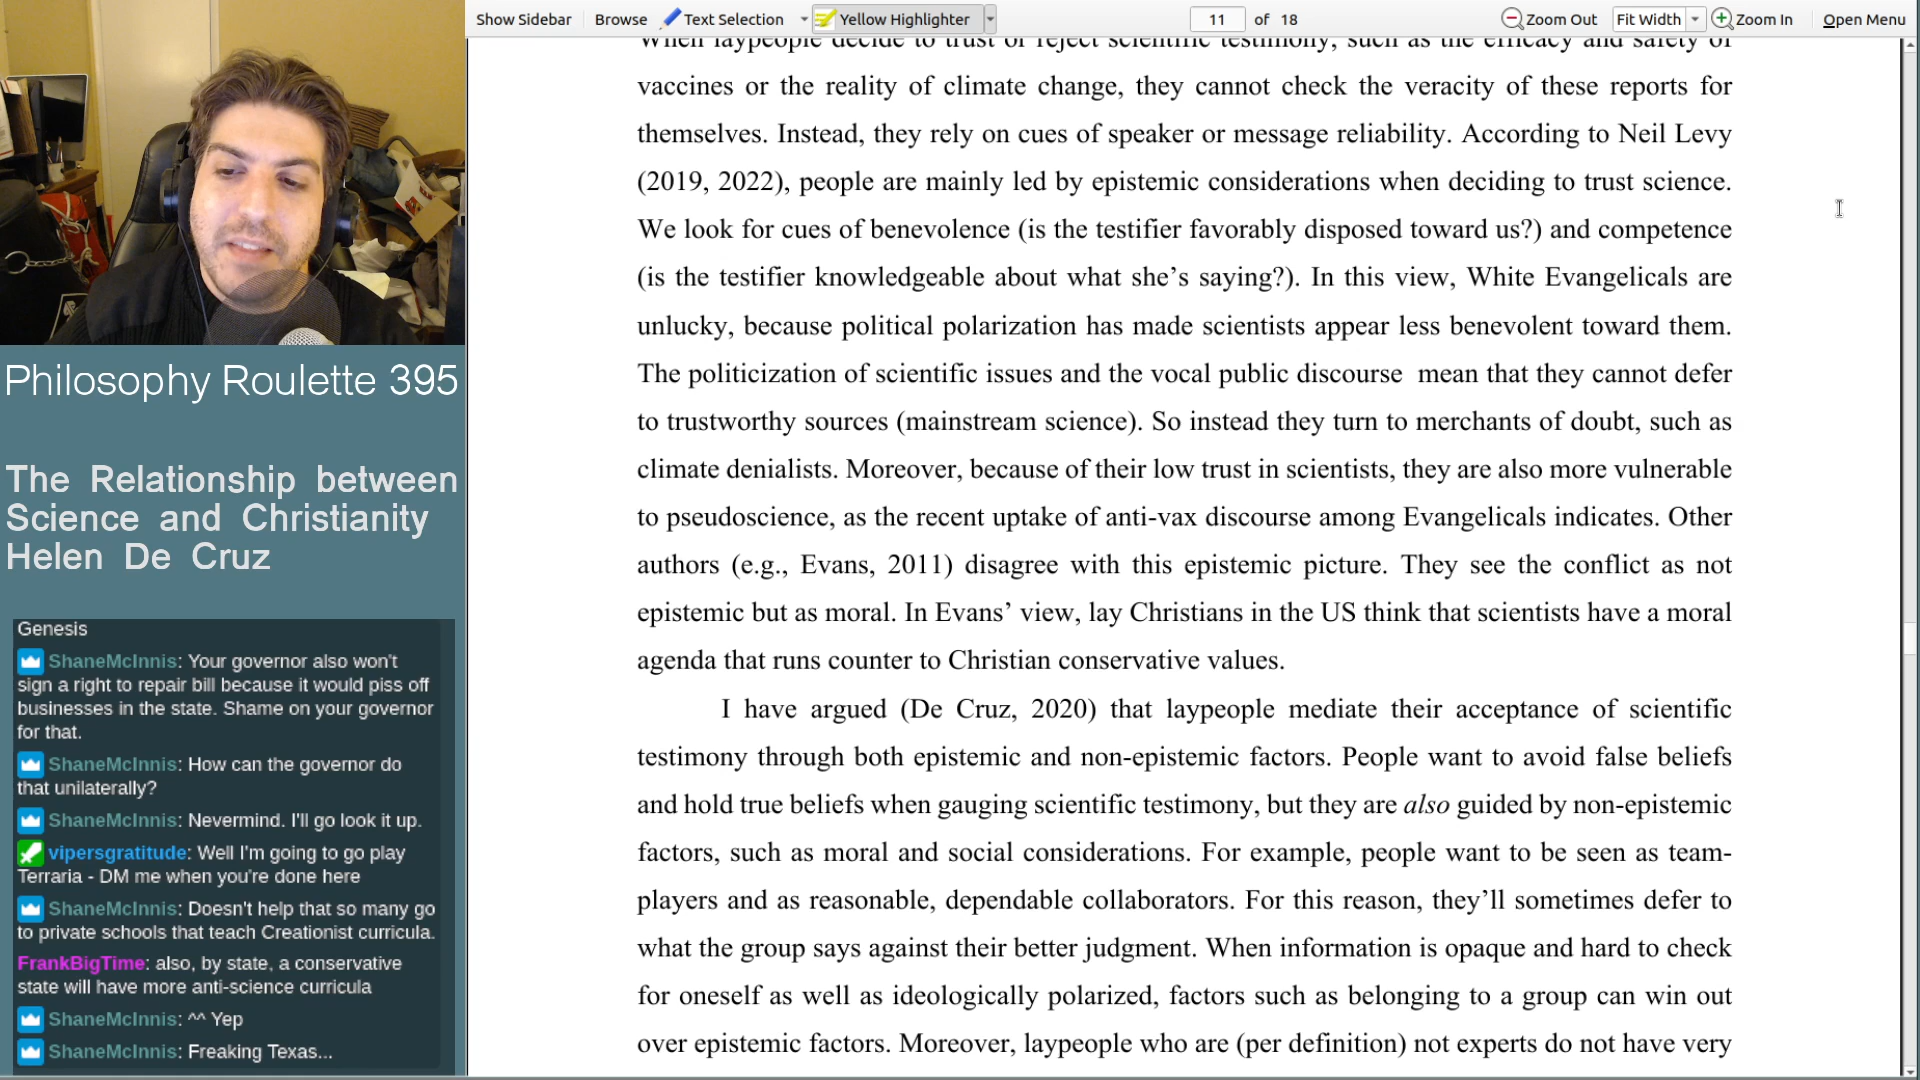 Show Sidebar Browse Text Selection Yellow Highlighter 11 of 18 Zoom Out Fit Width Zoom In Open Menu
When laypeople decide to trust or reject scientific testimony, such as the efficacy and safety of
vaccines or the reality of climate change, they cannot check the veracity of these reports for
themselves. Instead, they rely on cues of speaker or message reliability. According to Neil Levy
(2019, 2022), people are mainly led by epistemic considerations when deciding to trust science.
We look for cues of benevolence (is the testifier favorably disposed toward us?) and competence
(is the testifier knowledgeable about what she’s saying?). In this view, White Evangelicals are
unlucky, because political polarization has made scientists appear less benevolent toward them.
The politicization of scientific issues and the vocal public discourse mean that they cannot defer
to trustworthy sources (mainstream science). So instead they turn to merchants of doubt, such as
climate denialists. Moreover, because of their low trust in scientists, they are also more vulnerable
to pseudoscience, as the recent uptake of anti-vax discourse among Evangelicals indicates. Other
authors (e.g., Evans, 2011) disagree with this epistemic picture. They see the conflict as not
epistemic but as moral. In Evans’ view, lay Christians in the US think that scientists have a moral
agenda that runs counter to Christian conservative values.
I have argued (De Cruz, 2020) that laypeople mediate their acceptance of scientific
testimony through both epistemic and non-epistemic factors. People want to avoid false beliefs
and hold true beliefs when gauging scientific testimony, but they are also guided by non-epistemic
factors, such as moral and social considerations. For example, people want to be seen as team-
players and as reasonable, dependable collaborators. For this reason, they’ll sometimes defer to
what the group says against their better judgment. When information is opaque and hard to check
for oneself as well as ideologically polarized, factors such as belonging to a group can win out
over epistemic factors. Moreover, laypeople who are (per definition) not experts do not have very
Philosophy Roulette 395
The Relationship between
Science and Christianity
Helen De Cruz
Genesis
ShaneMcInnis: Your governor also won't
sign a right to repair bill because it would piss off
businesses in the state. Shame on your governor
for that.
ShaneMcInnis: How can the governor do
that unilaterally?
ShaneMcInnis: Nevermind. I'll go look it up.
vipersgratitude: Well I'm going to go play
Terraria - DM me when you're done here
ShaneMcInnis: Doesn't help that so many go
to private schools that teach Creationist curricula.
FrankBigTime: also, by state, a conservative
state will have more anti-science curricula
ShaneMcInnis: ^^ Yep
ShaneMcInnis: Freaking Texas...